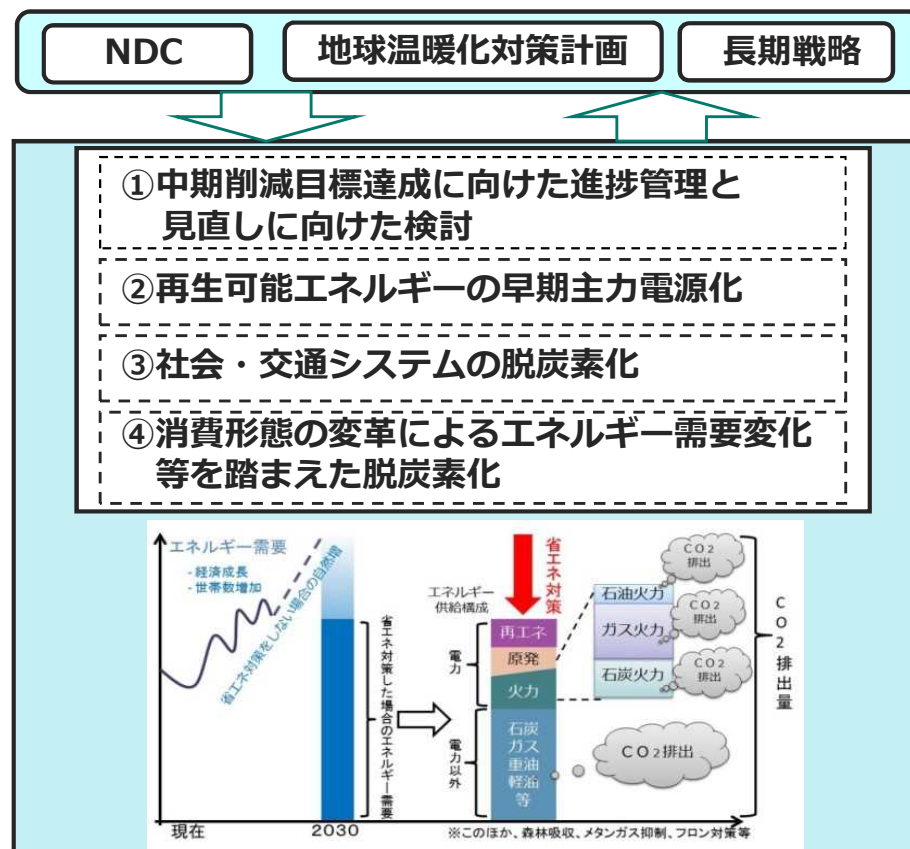 NDC
地球温暖化対策計画
長期戦略
①中期削減目標達成に向けた進捗管理と
見直しに向けた検討
②再生可能エネルギーの早期主力電源化
③社会・交通システムの脱炭素化
④消費形態の変革によるエネルギー需要変化
等を踏まえた脱炭素化
エネルギー需要
- 経済成長
- 世帯数増加
省エネ対策をしない場合の自然増
省エネ対策した場合のエネルギー需要
現在
2030
エネルギー
供給構成
省エネ対策
電力
再エネ
原発
火力
電力以外
石炭
ガス
重油
軽油
等
石油火力
ガス火力
石炭火力
CO2
排出
CO2
排出
CO2
排出
CO2排出
CO2排出量
※このほか、森林吸収、メタンガス抑制、フロン対策等